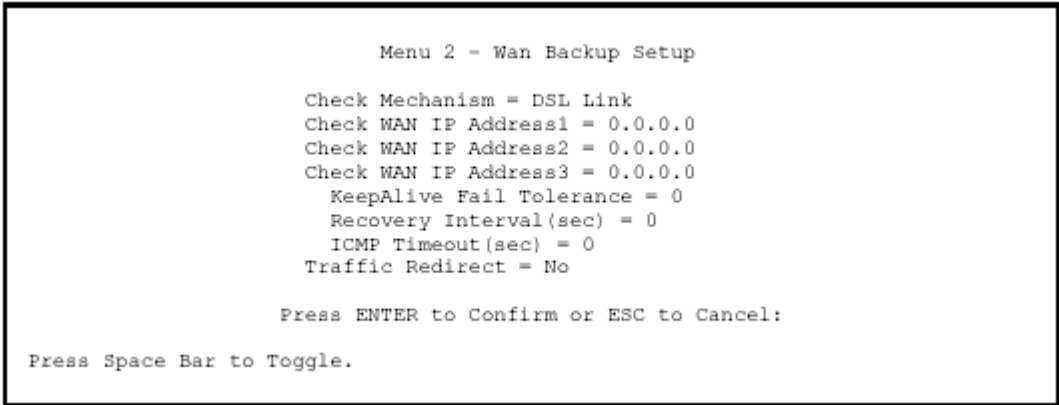 Menu 2 - Wan Backup Setup
Check Mechanism = DSL Link
Check WAN IP Address1 = 0.0.0.0
Check WAN IP Address2 = 0.0.0.0
Check WAN IP Address3 = 0.0.0.0
KeepAlive Fail Tolerance = 0
Recovery Interval(sec) = 0
ICMP Timeout(sec) = 0
Traffic Redirect = No
Press ENTER to Confirm or ESC to Cancel:
Press Space Bar to Toggle.